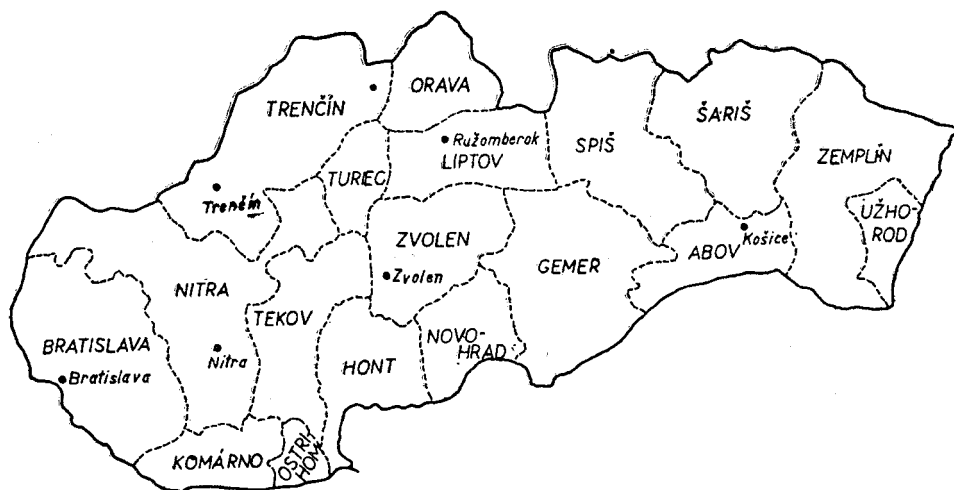 ORAVA
TRENČÍN
ŠARIŠ
Ružomberok
LIPTOV
SPIŠ
ZEMPLÍN
TURIEC
Trenčín
UŽHO-
ROD
ZVOLEN
Košice
ABOV
GEMER
Zvolen
NITRA
TEKOV
NOVO-
HRAD
BRATISLAVA
Nitra
HONT
Bratislava
KOMÁRNO
OSTRI-
HOM